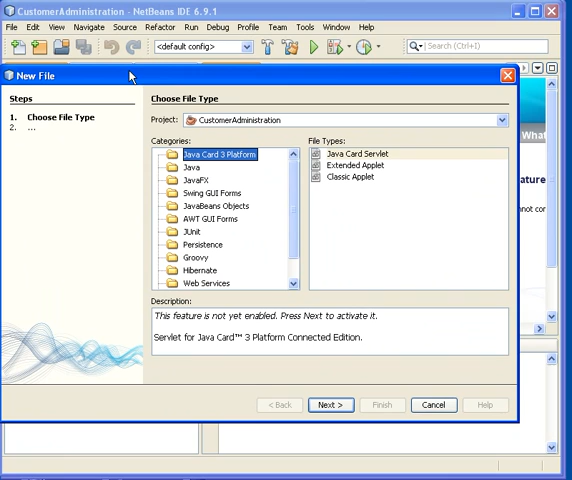 CustomerAdministration - NetBeans IDE 6.9.1
File Edit View Navigate Source Refactor Run Debug Profile Team Tools Window Help
<default config>
Search (Ctrl+I)
New File
Steps
1. Choose File Type
2. ...
Choose File Type
Project: CustomerAdministration
Categories:
Java Card 3 Platform
Java
JavaFX
Swing GUI Forms
JavaBeans Objects
AWT GUI Forms
JUnit
Persistence
Groovy
Hibernate
Web Services
File Types:
Java Card Servlet
Extended Applet
Classic Applet
Description:
This feature is not yet enabled. Press Next to activate it.
Servlet for Java Card™ 3 Platform Connected Edition.
< Back Next > Finish Cancel Help
What